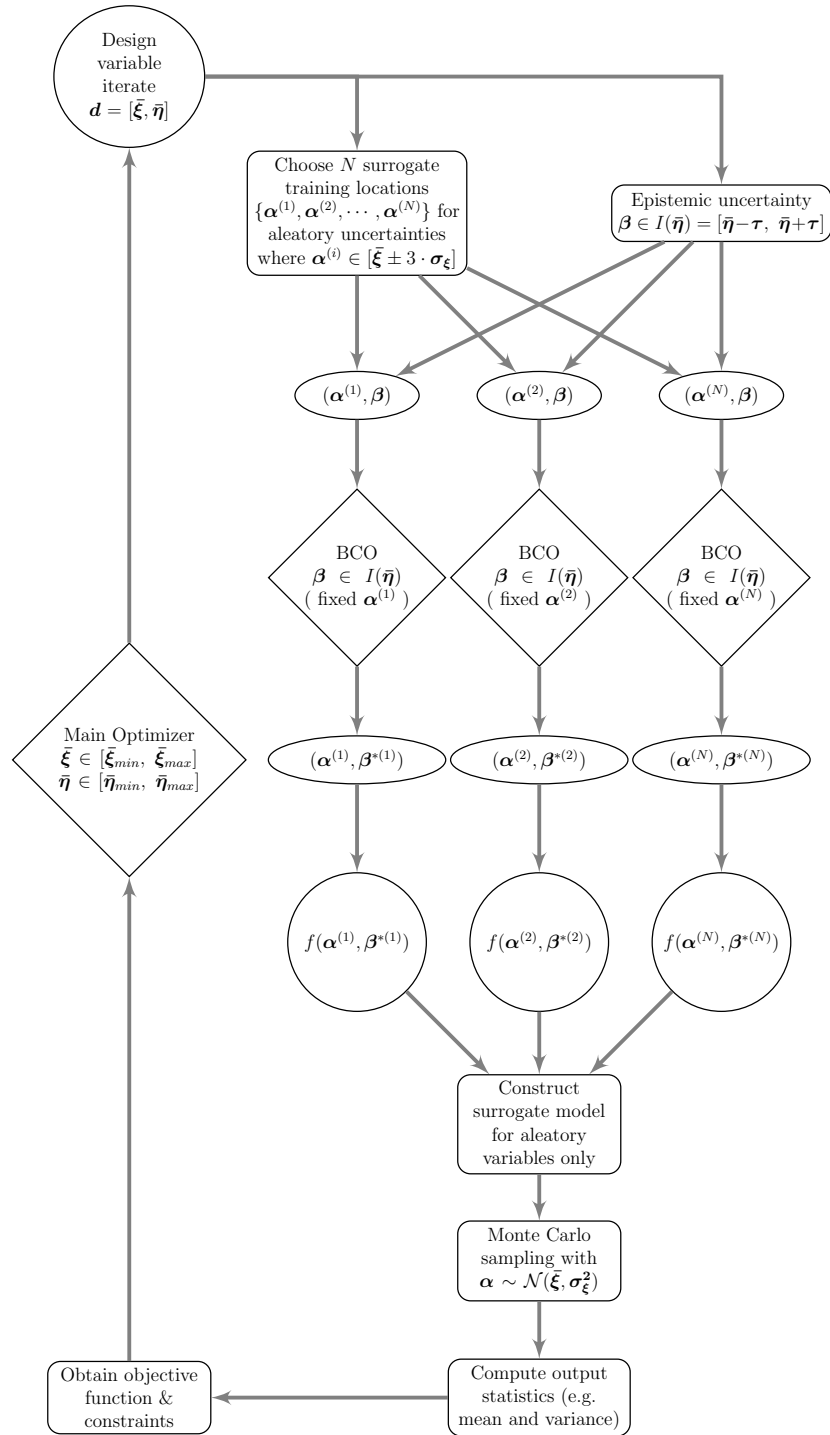 Design
variable
iterate
𝒅 = [ξ̄, η̄]
Choose N surrogate
training locations
{α⁽¹⁾, α⁽²⁾, ⋯ , α⁽ᴺ⁾} for
aleatory uncertainties
where α⁽ⁱ⁾ ∈ [ξ̄ ± 3 · σ_ξ]
Epistemic uncertainty
β ∈ I(η̄) = [η̄−τ, η̄+τ]
(α⁽¹⁾, β)
(α⁽²⁾, β)
(α⁽ᴺ⁾, β)
BCO
β ∈ I(η̄)
( fixed α⁽¹⁾ )
BCO
β ∈ I(η̄)
( fixed α⁽²⁾ )
BCO
β ∈ I(η̄)
( fixed α⁽ᴺ⁾ )
Main Optimizer
ξ̄ ∈ [ξ̄_min, ξ̄_max]
η̄ ∈ [η̄_min, η̄_max]
(α⁽¹⁾, β*⁽¹⁾)
(α⁽²⁾, β*⁽²⁾)
(α⁽ᴺ⁾, β*⁽ᴺ⁾)
f(α⁽¹⁾, β*⁽¹⁾)
f(α⁽²⁾, β*⁽²⁾)
f(α⁽ᴺ⁾, β*⁽ᴺ⁾)
Construct
surrogate model
for aleatory
variables only
Monte Carlo
sampling with
α ∼ 𝒩(ξ̄, σ²_ξ)
Compute output
statistics (e.g.
mean and variance)
Obtain objective
function &
constraints